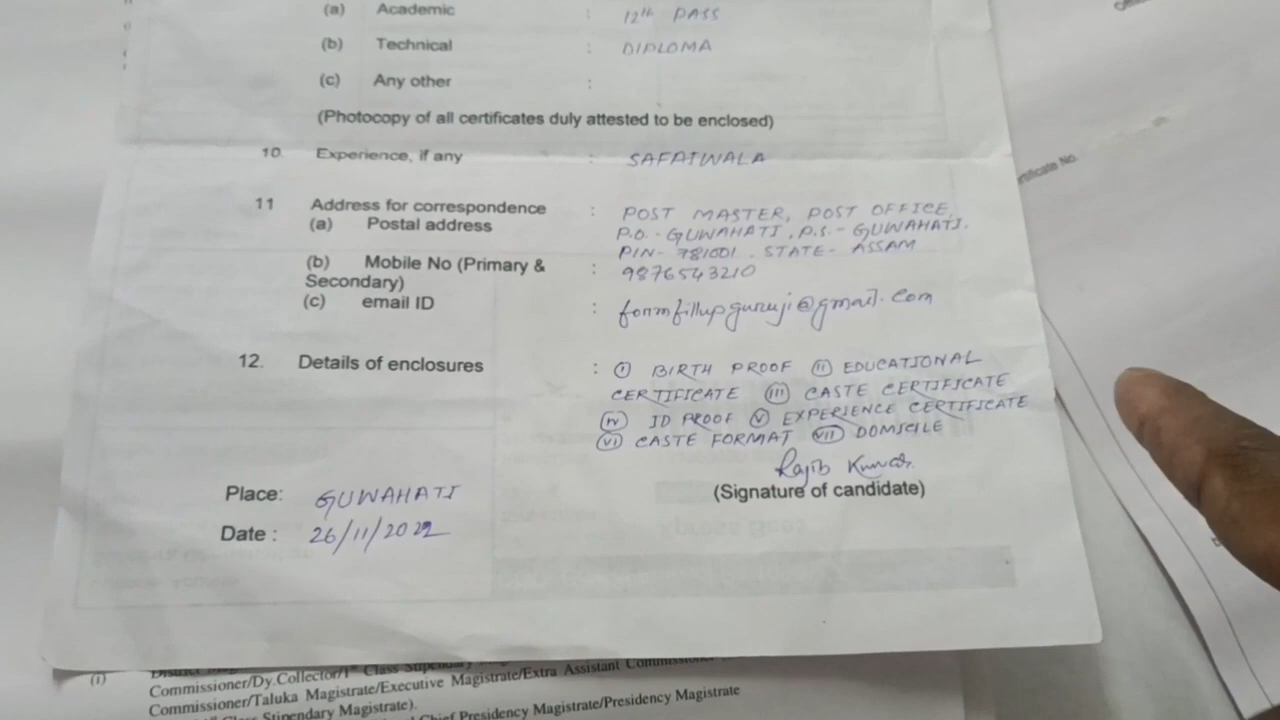 (a) Academic : 12th PASS
(b) Technical : DIPLOMA
(c) Any other :
(Photocopy of all certificates duly attested to be enclosed)
10. Experience, if any : SAFAIWALA
11 Address for correspondence
(a) Postal address : POST MASTER, POST OFFICE,
P.O.- GUWAHATI, P.S.- GUWAHATI.
PIN- 781001. STATE- ASSAM
(b) Mobile No (Primary &
Secondary) : 9876543210
(c) email ID : formfillupguruji@gmail.com
12. Details of enclosures : (i) BIRTH PROOF (ii) EDUCATIONAL
CERTIFICATE (iii) CASTE CERTIFICATE
(iv) ID PROOF (v) EXPERIENCE CERTIFICATE
(vi) CASTE FORMAT (vii) DOMICILE
Rajib Kumar.
(Signature of candidate)
Place: GUWAHATI
Date : 26/11/2022
rtificate No.
(i) District
Commissioner/Dy.Collector/1st Class Stipendary
Commissioner/Taluka Magistrate/Executive Magistrate/Extra Assistant Commissioner
Class Stipendary Magistrate).
Chief Presidency Magistrate/Presidency Magistrate